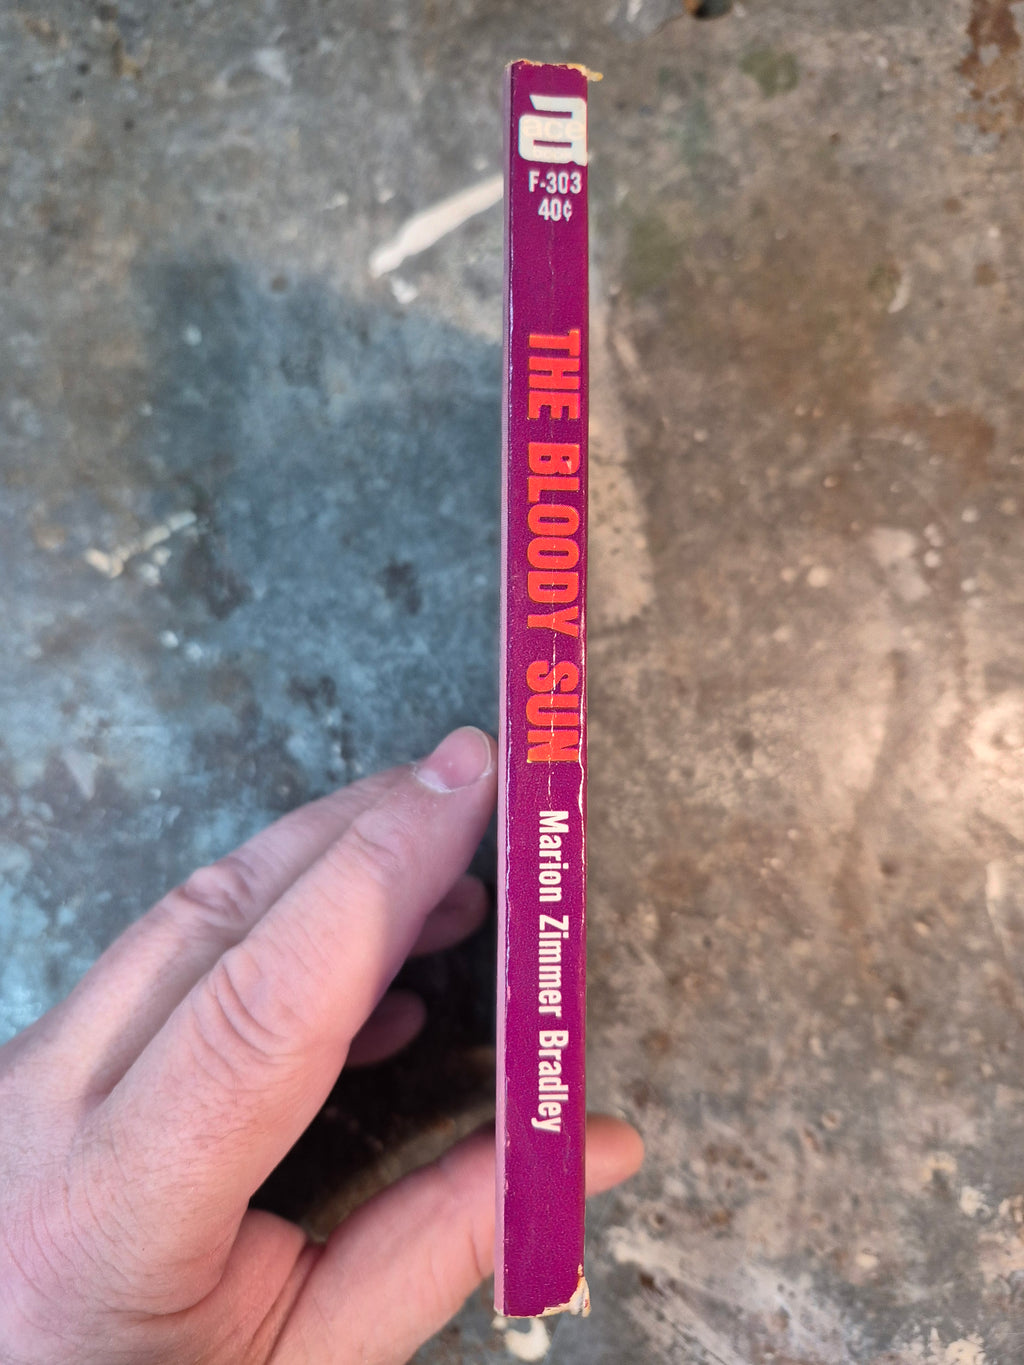 ace
F-303
40¢
THE BLOODY SUN
Marion Zimmer Bradley